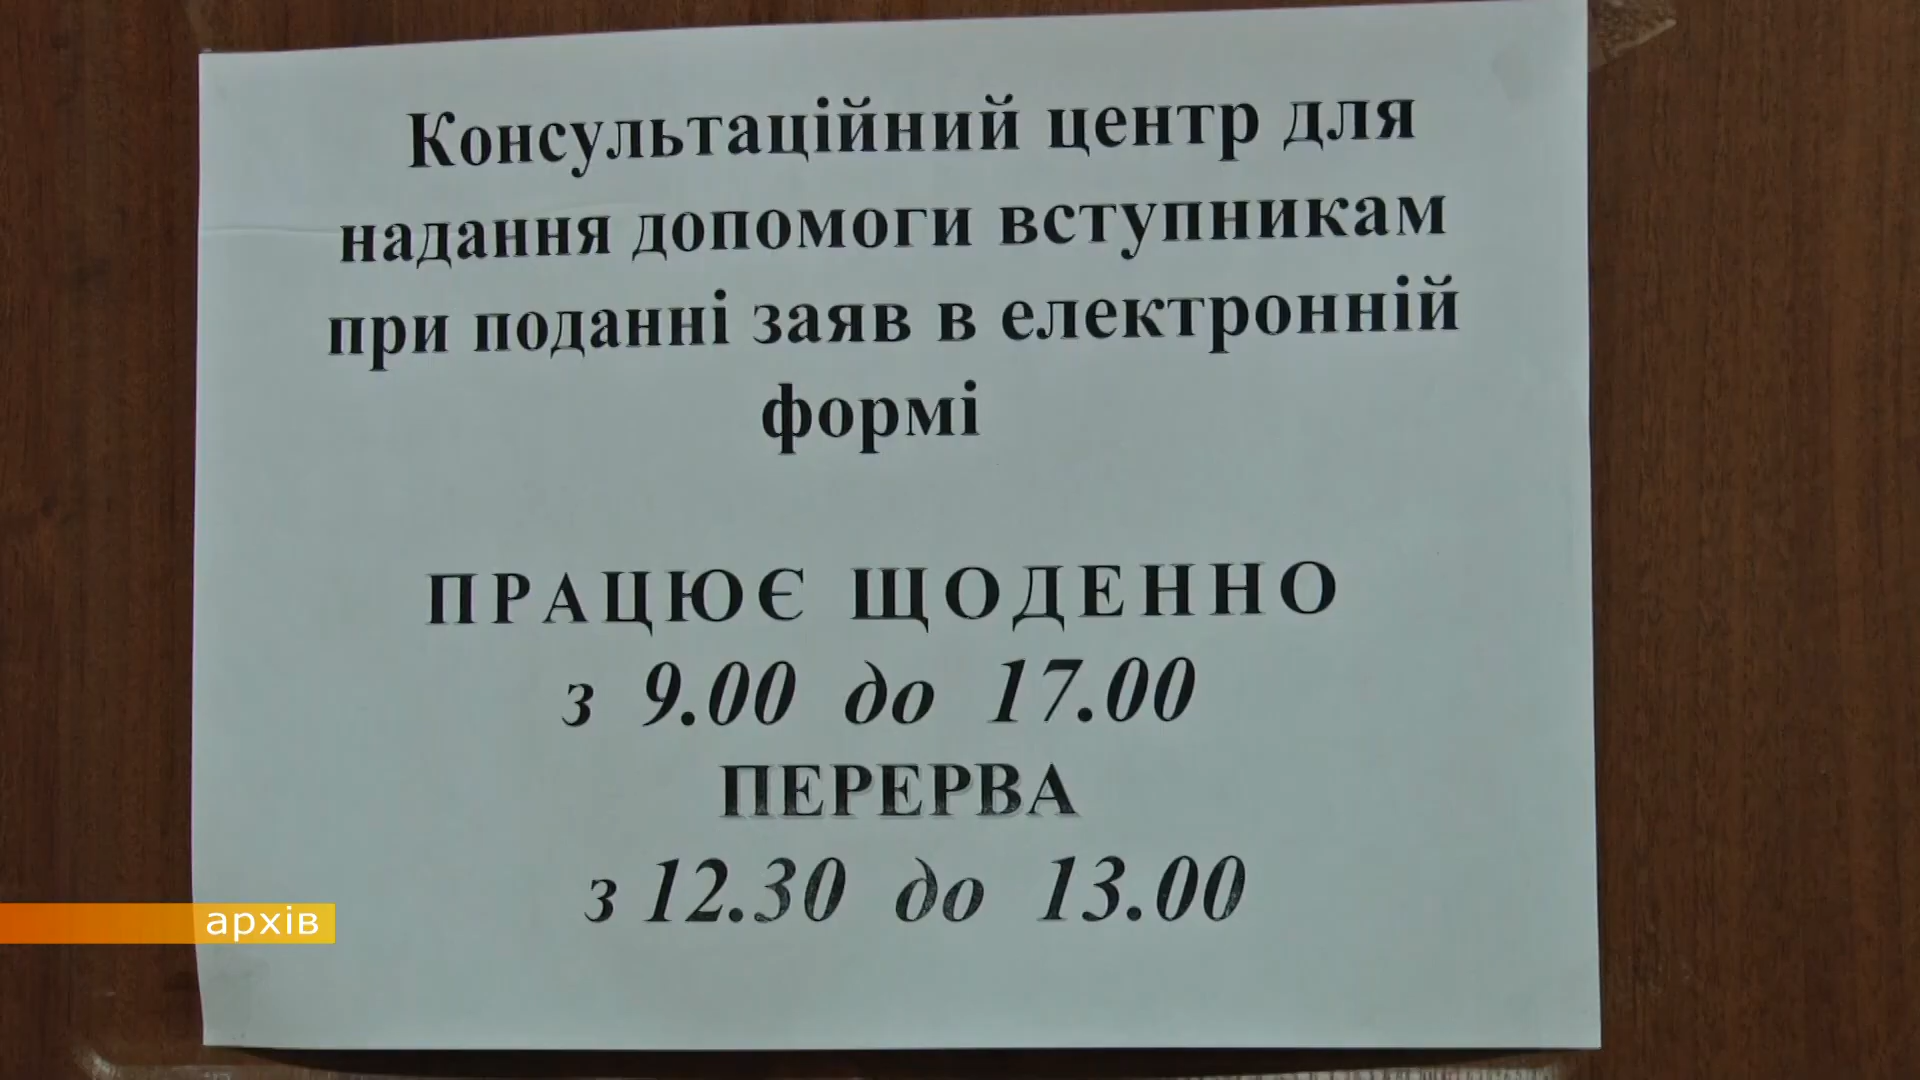 Консультаційний центр для
надання допомоги вступникам
при поданні заяв в електронній
формі
ПРАЦЮЄ ЩОДЕННО
з 9.00 до 17.00
ПЕРЕРВА
з 12.30 до 13.00
архів